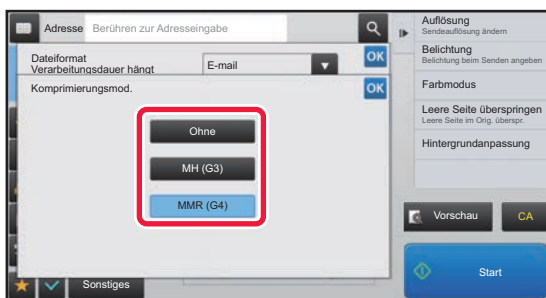 Adresse Berühren zur Adresseingabe
Dateiformat
Verarbeitungsdauer hängt
E-mail
OK
Komprimierungsmod.
OK
Ohne
MH (G3)
MMR (G4)
Sonstiges
Auflösung
Sendeauflösung ändern
Belichtung
Belichtung beim Senden angeben
Farbmodus
Leere Seite überspringen
Leere Seite im Orig. überspr.
Hintergrundanpassung
Vorschau
CA
Start